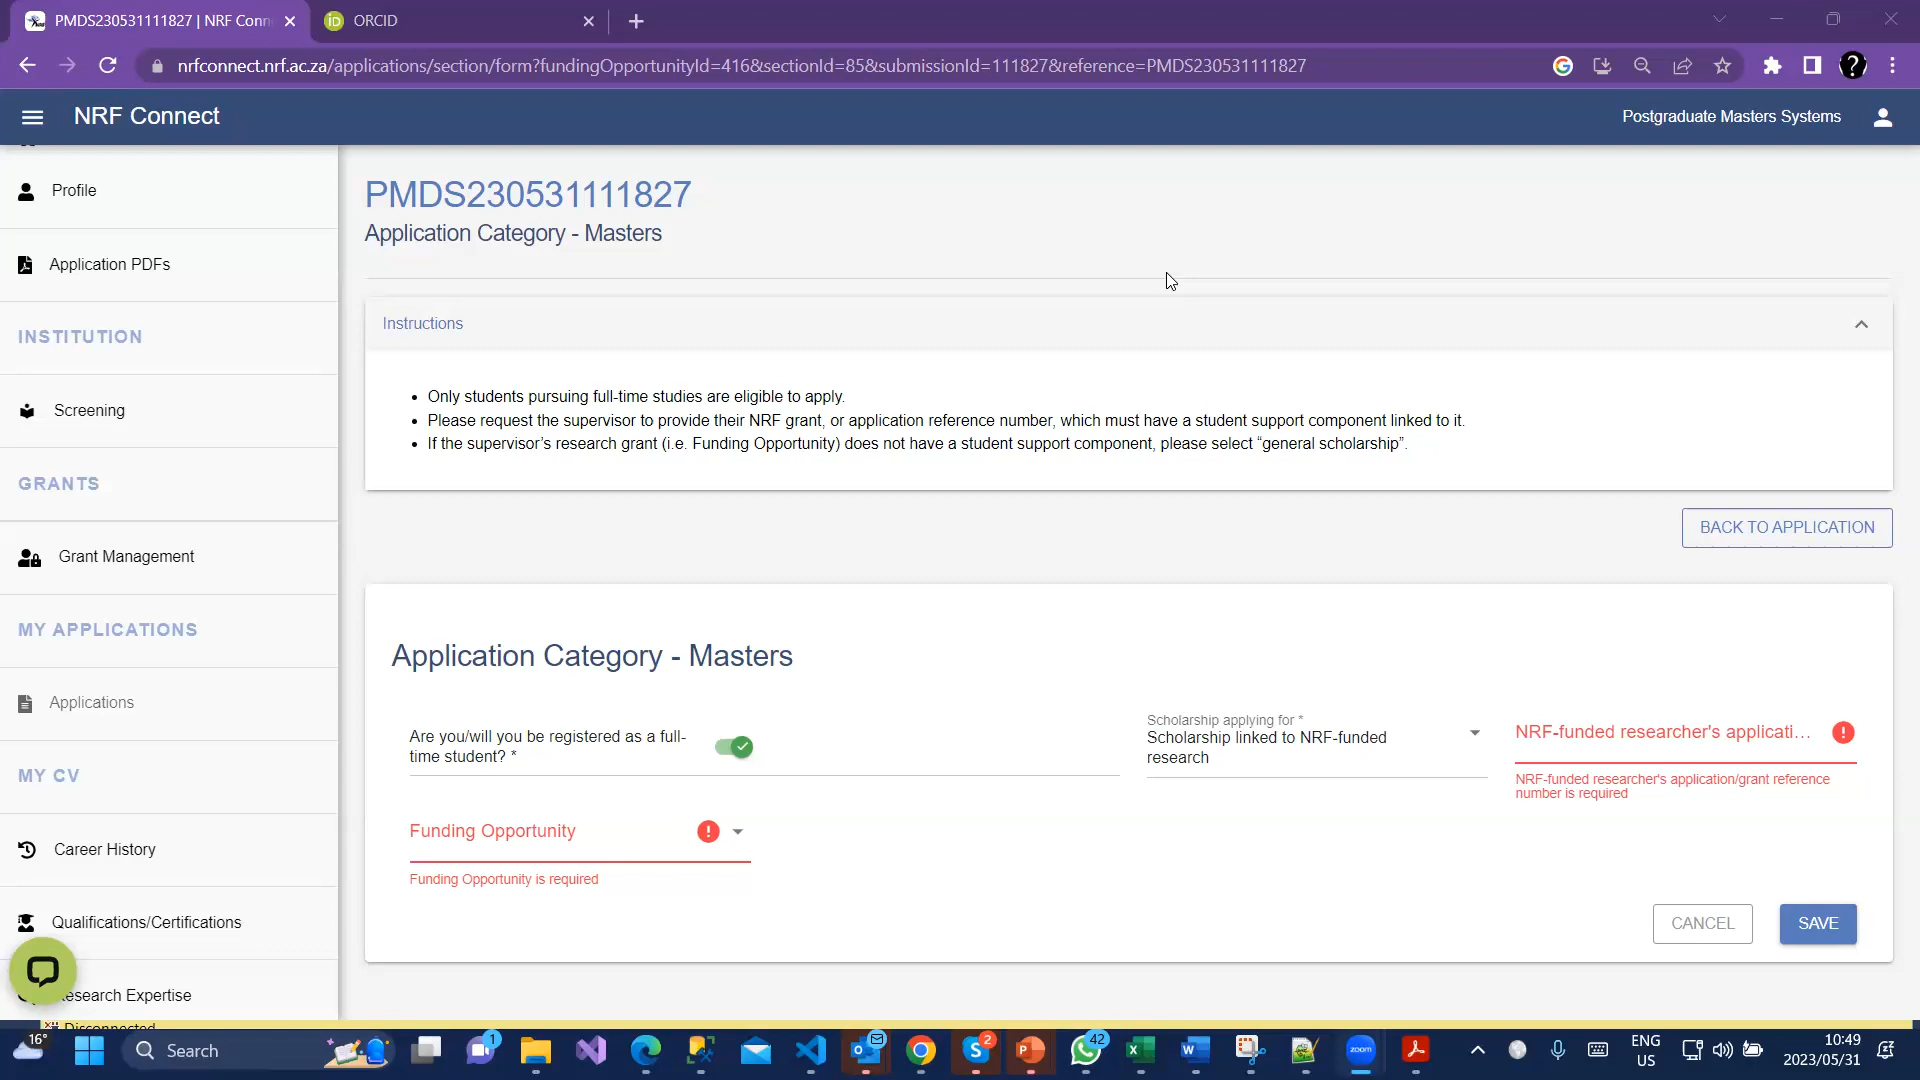 PMDS230531111827 | NRF Conn
ORCID
nrfconnect.nrf.ac.za/applications/section/form?fundingOpportunityId=416&sectionId=85&submissionId=111827&reference=PMDS230531111827
NRF Connect
Postgraduate Masters Systems
Profile
Application PDFs
INSTITUTION
Screening
GRANTS
Grant Management
MY APPLICATIONS
Applications
MY CV
Career History
Qualifications/Certifications
Research Expertise
Disconnected
PMDS230531111827
Application Category - Masters
Instructions
• Only students pursuing full-time studies are eligible to apply.
• Please request the supervisor to provide their NRF grant, or application reference number, which must have a student support component linked to it.
• If the supervisor's research grant (i.e. Funding Opportunity) does not have a student support component, please select “general scholarship”.
BACK TO APPLICATION
Application Category - Masters
Are you/will you be registered as a full-
time student? *
Scholarship applying for *
Scholarship linked to NRF-funded
research
NRF-funded researcher's applicati...
NRF-funded researcher's application/grant reference
number is required
Funding Opportunity
Funding Opportunity is required
CANCEL
SAVE
16°
Search
1
2
42
zoom
ENG
US
10:49
2023/05/31